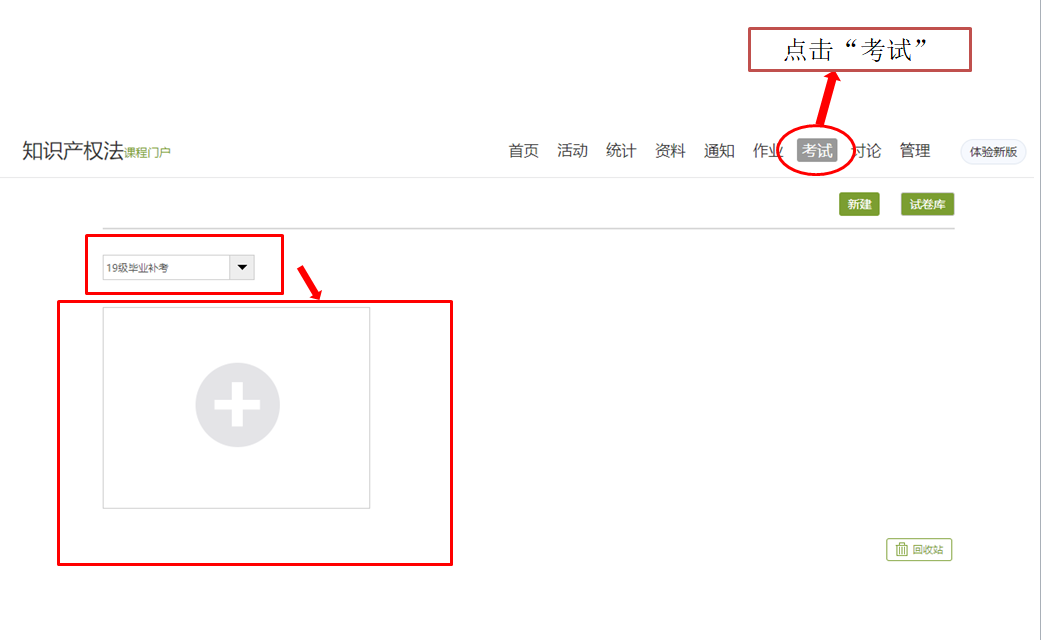 点击“考试”
知识产权法课程门户
首页 活动 统计 资料 通知 作业 考试 讨论 管理 体验新版
新建 试卷库
19级毕业补考
回收站